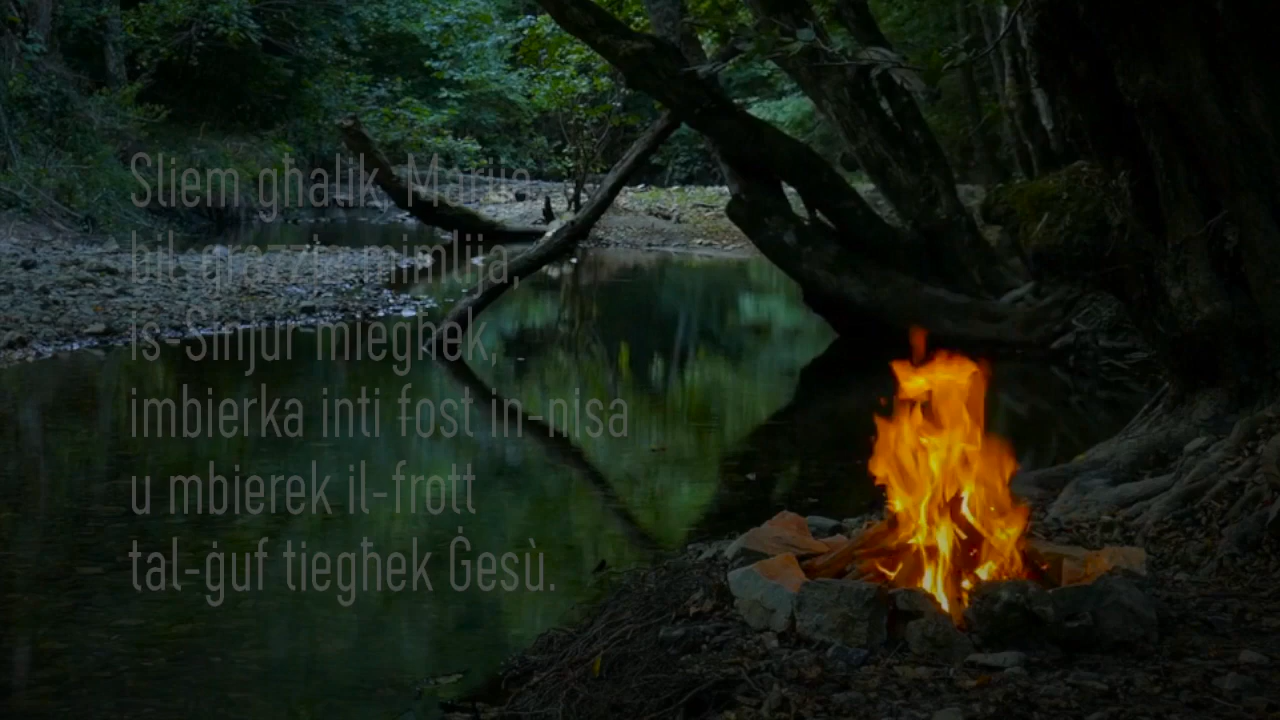 Sliem għalik, Marija,
bil-grazzja mimlija,
is-Sinjur miegħek,
imbierka inti fost in-nisa
u mbierek il-frott
tal-ġuf tiegħek Ġesù.